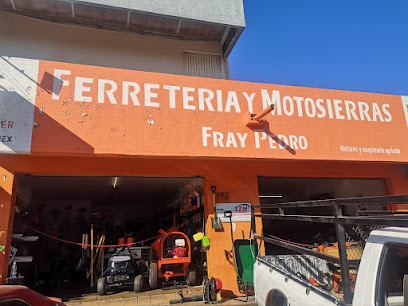 FERRETERIA Y MOTOSIERRAS
FRAY PEDRO
Motores y maquinaria agricola